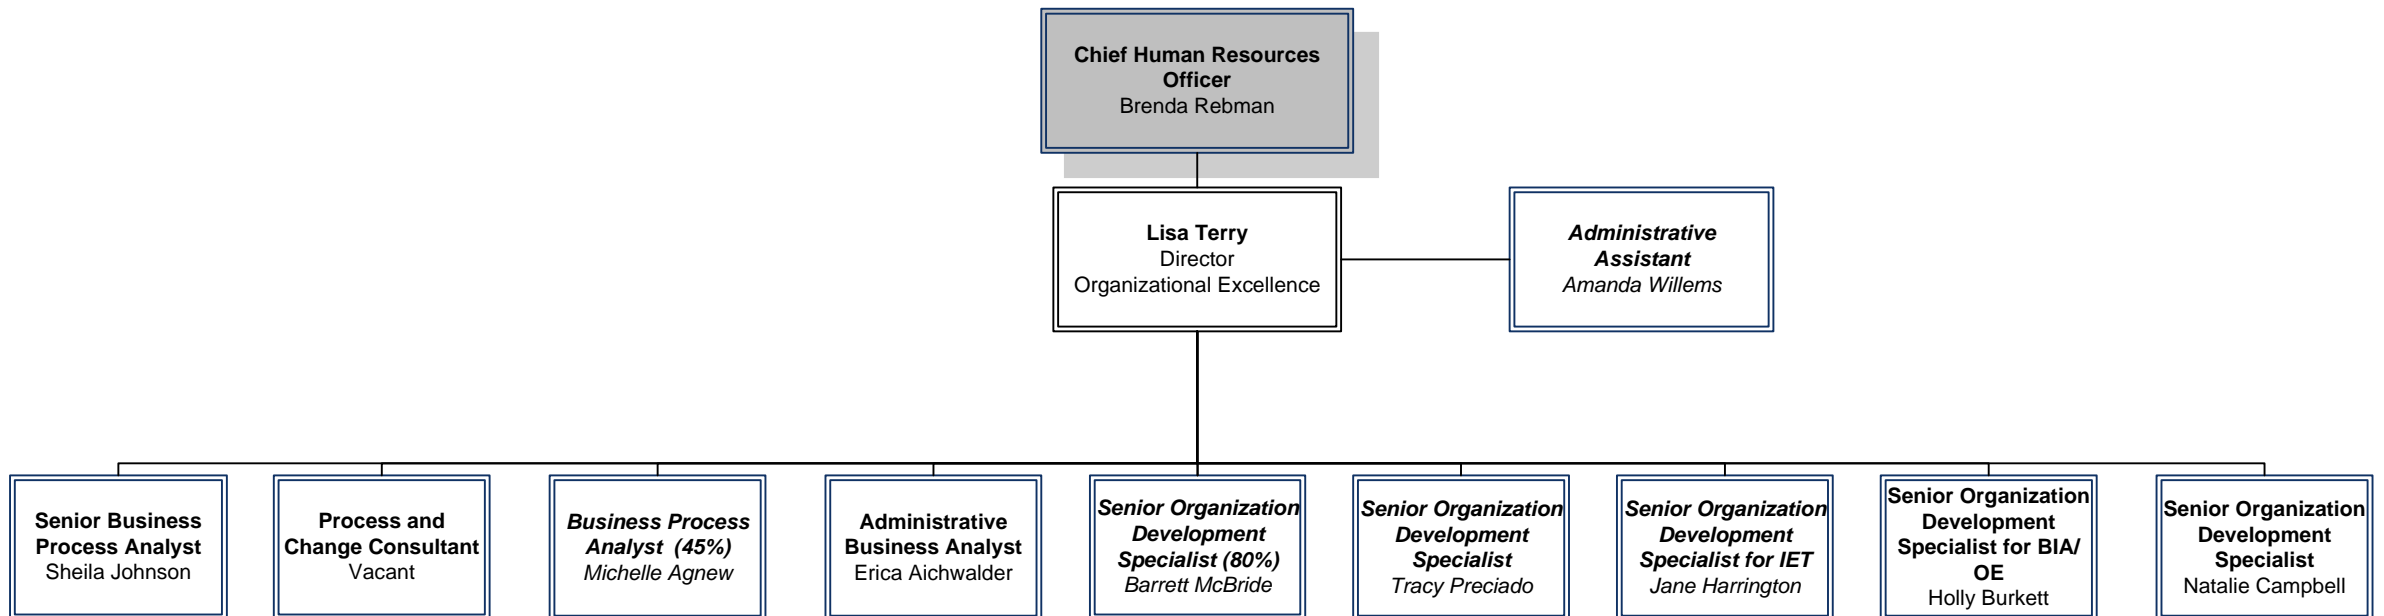 Chief Human Resources
Officer
Brenda Rebman
Lisa Terry
Director
Organizational Excellence
Administrative
Assistant
Amanda Willems
Senior Business
Process Analyst
Sheila Johnson
Process and
Change Consultant
Vacant
Business Process
Analyst (45%)
Michelle Agnew
Administrative
Business Analyst
Erica Aichwalder
Senior Organization
Development
Specialist (80%)
Barrett McBride
Senior Organization
Development
Specialist
Tracy Preciado
Senior Organization
Development
Specialist for IET
Jane Harrington
Senior Organization
Development
Specialist for BIA/
OE
Holly Burkett
Senior Organization
Development
Specialist
Natalie Campbell